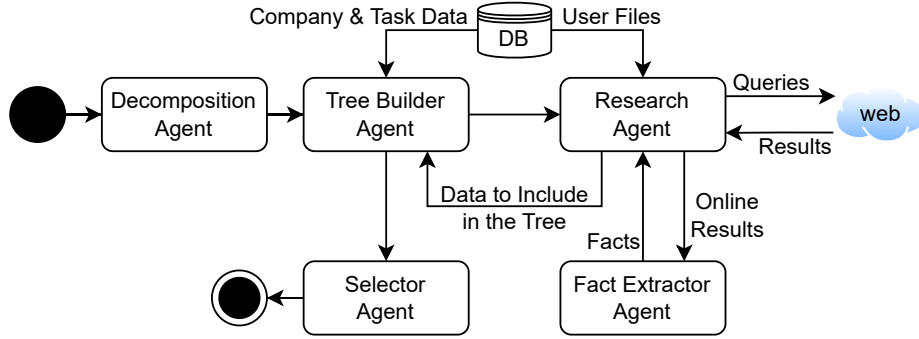 Company & Task Data
User Files
DB
Decomposition
Agent
Tree Builder
Agent
Research
Agent
Queries
web
Results
Data to Include
in the Tree
Online
Results
Facts
Selector
Agent
Fact Extractor
Agent